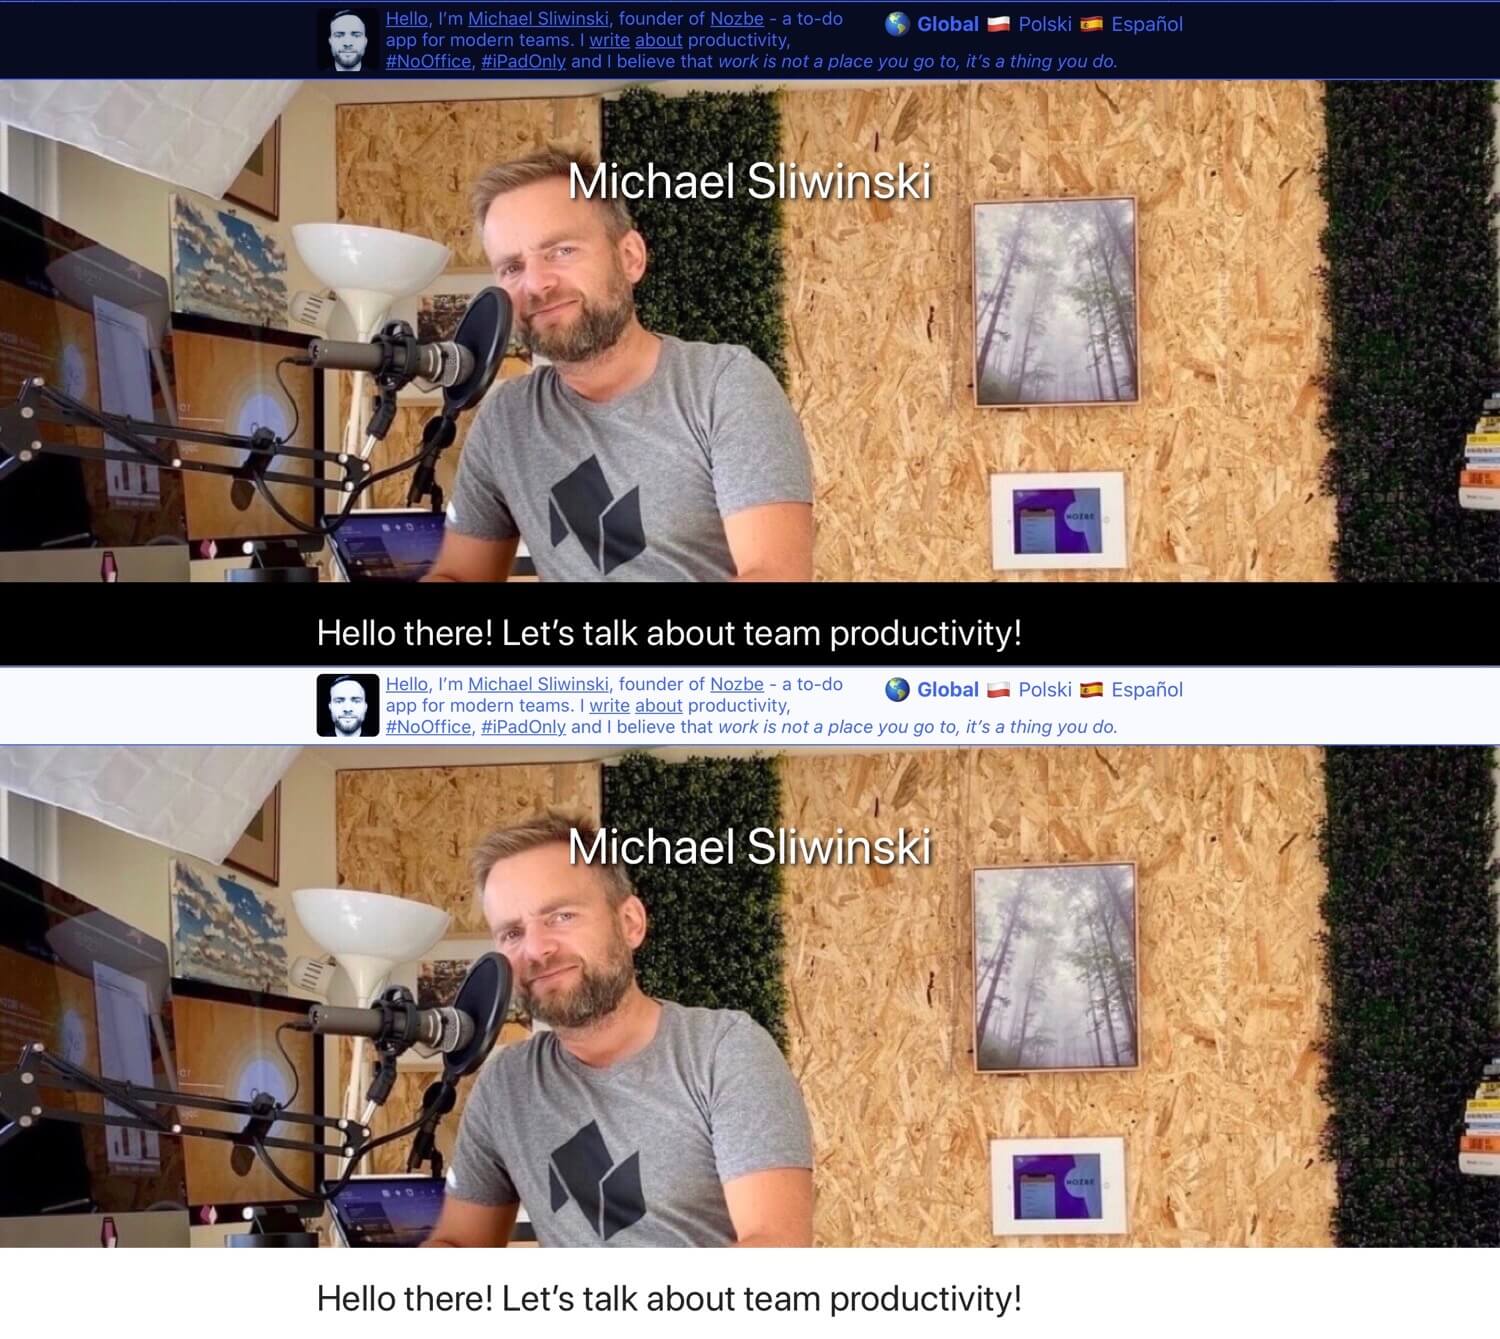 Hello, I’m Michael Sliwinski, founder of Nozbe - a to-do
app for modern teams. I write about productivity,
#NoOffice, #iPadOnly and I believe that work is not a place you go to, it’s a thing you do.
🌎 Global 🇵🇱 Polski 🇪🇸 Español
Michael Sliwinski
NOZBE
Hello there! Let’s talk about team productivity!
Hello, I’m Michael Sliwinski, founder of Nozbe - a to-do
app for modern teams. I write about productivity,
#NoOffice, #iPadOnly and I believe that work is not a place you go to, it’s a thing you do.
🌎 Global 🇵🇱 Polski 🇪🇸 Español
Michael Sliwinski
NOZBE
Hello there! Let’s talk about team productivity!